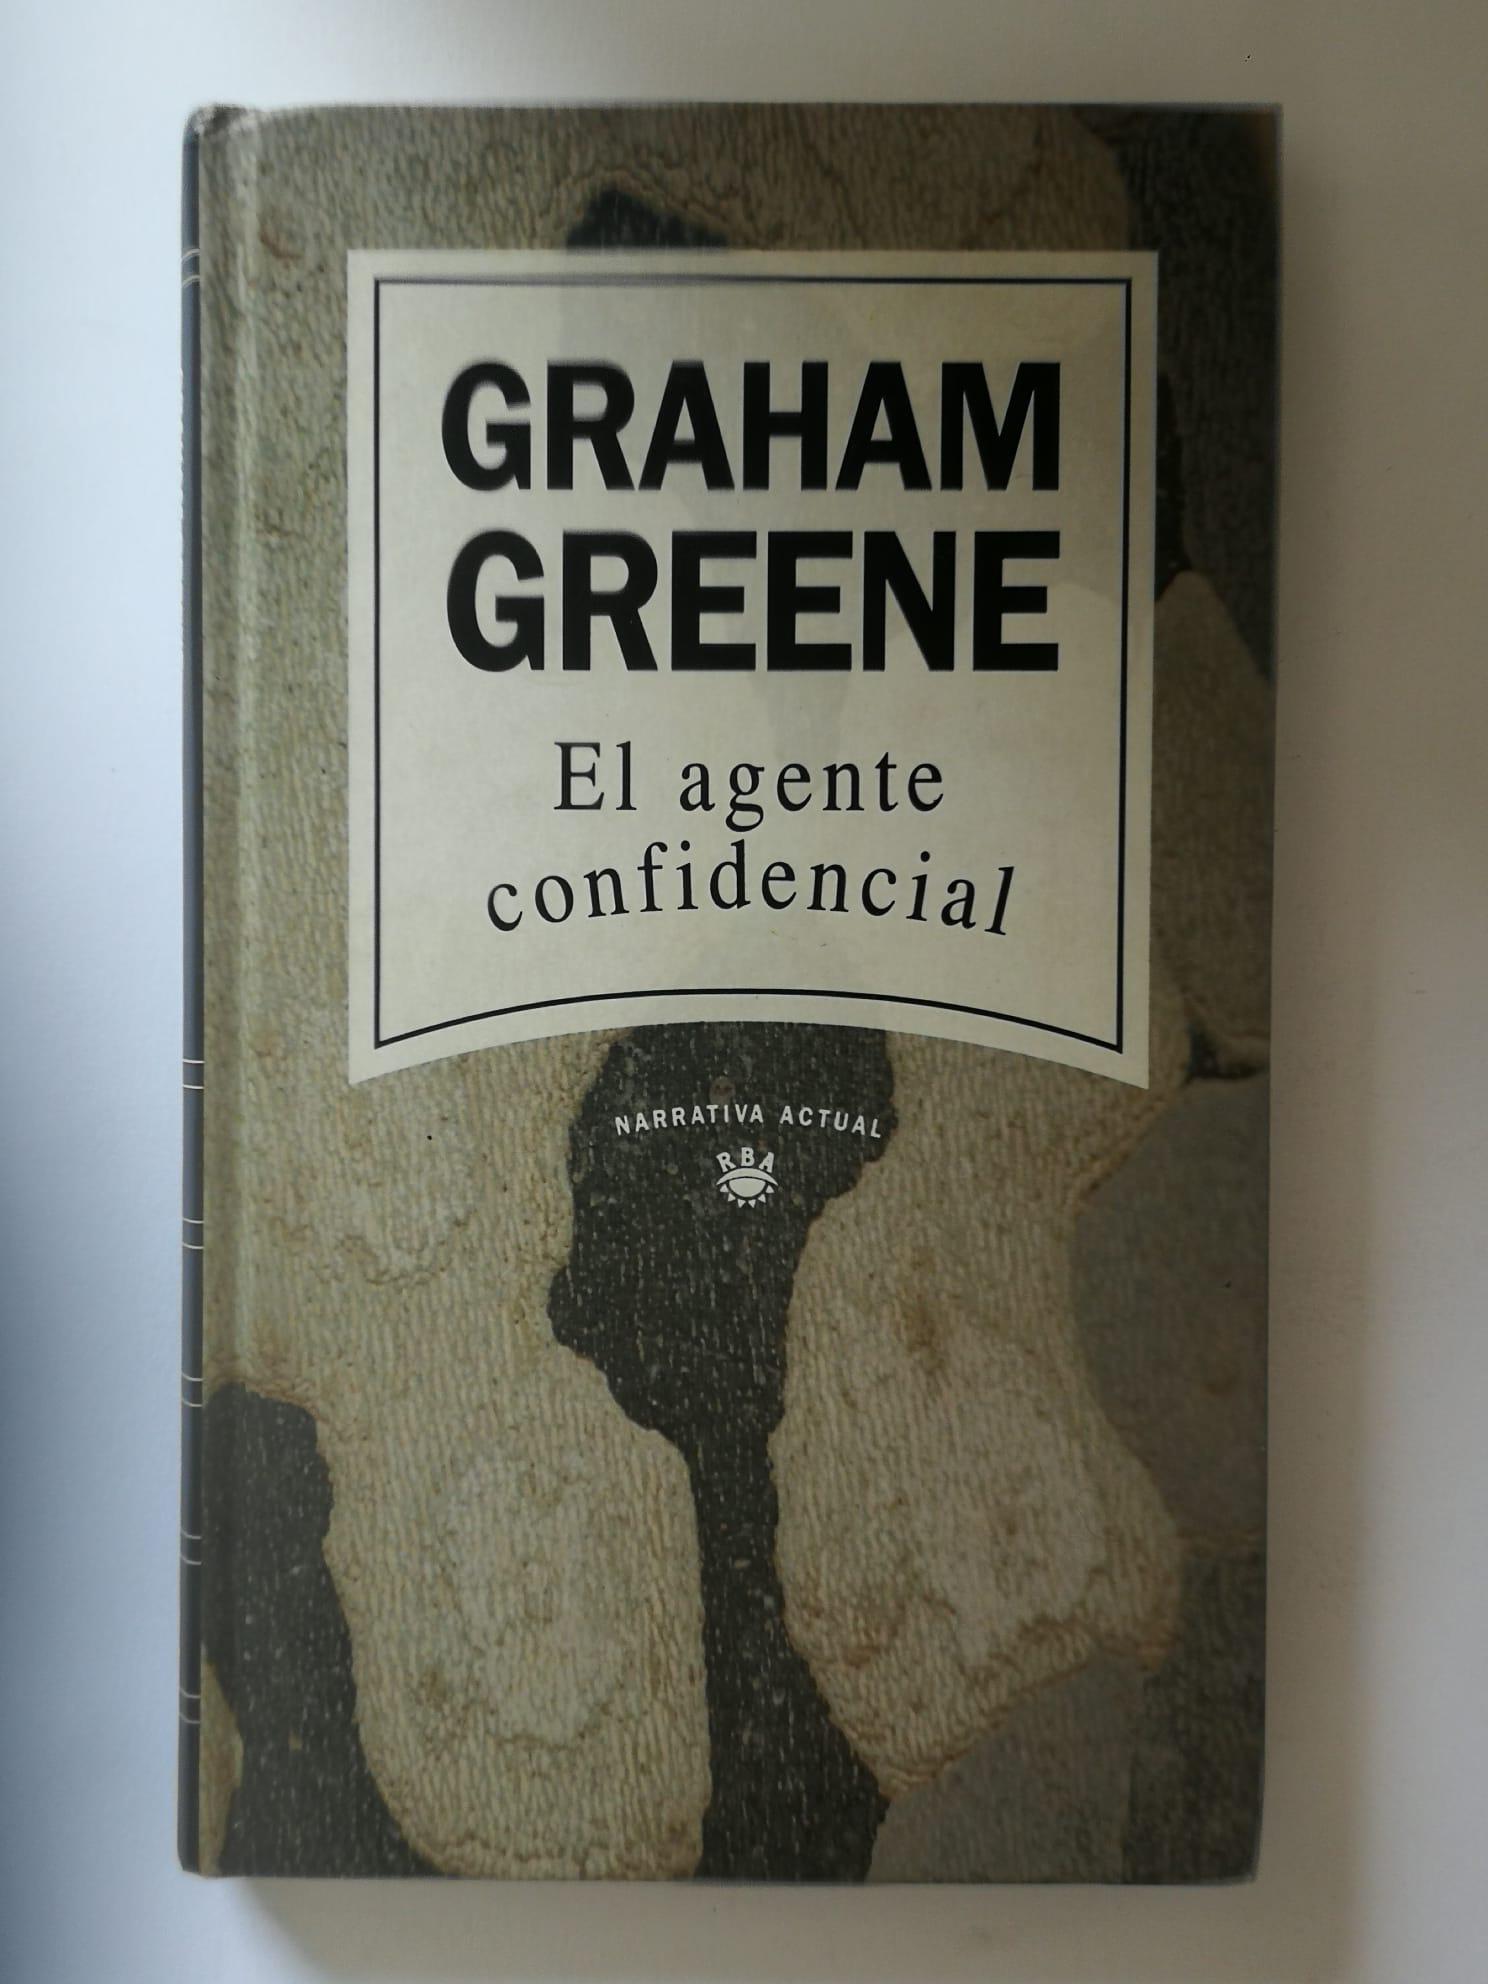 GRAHAM
GREENE
El agente
confidencial
NARRATIVA ACTUAL
RBA